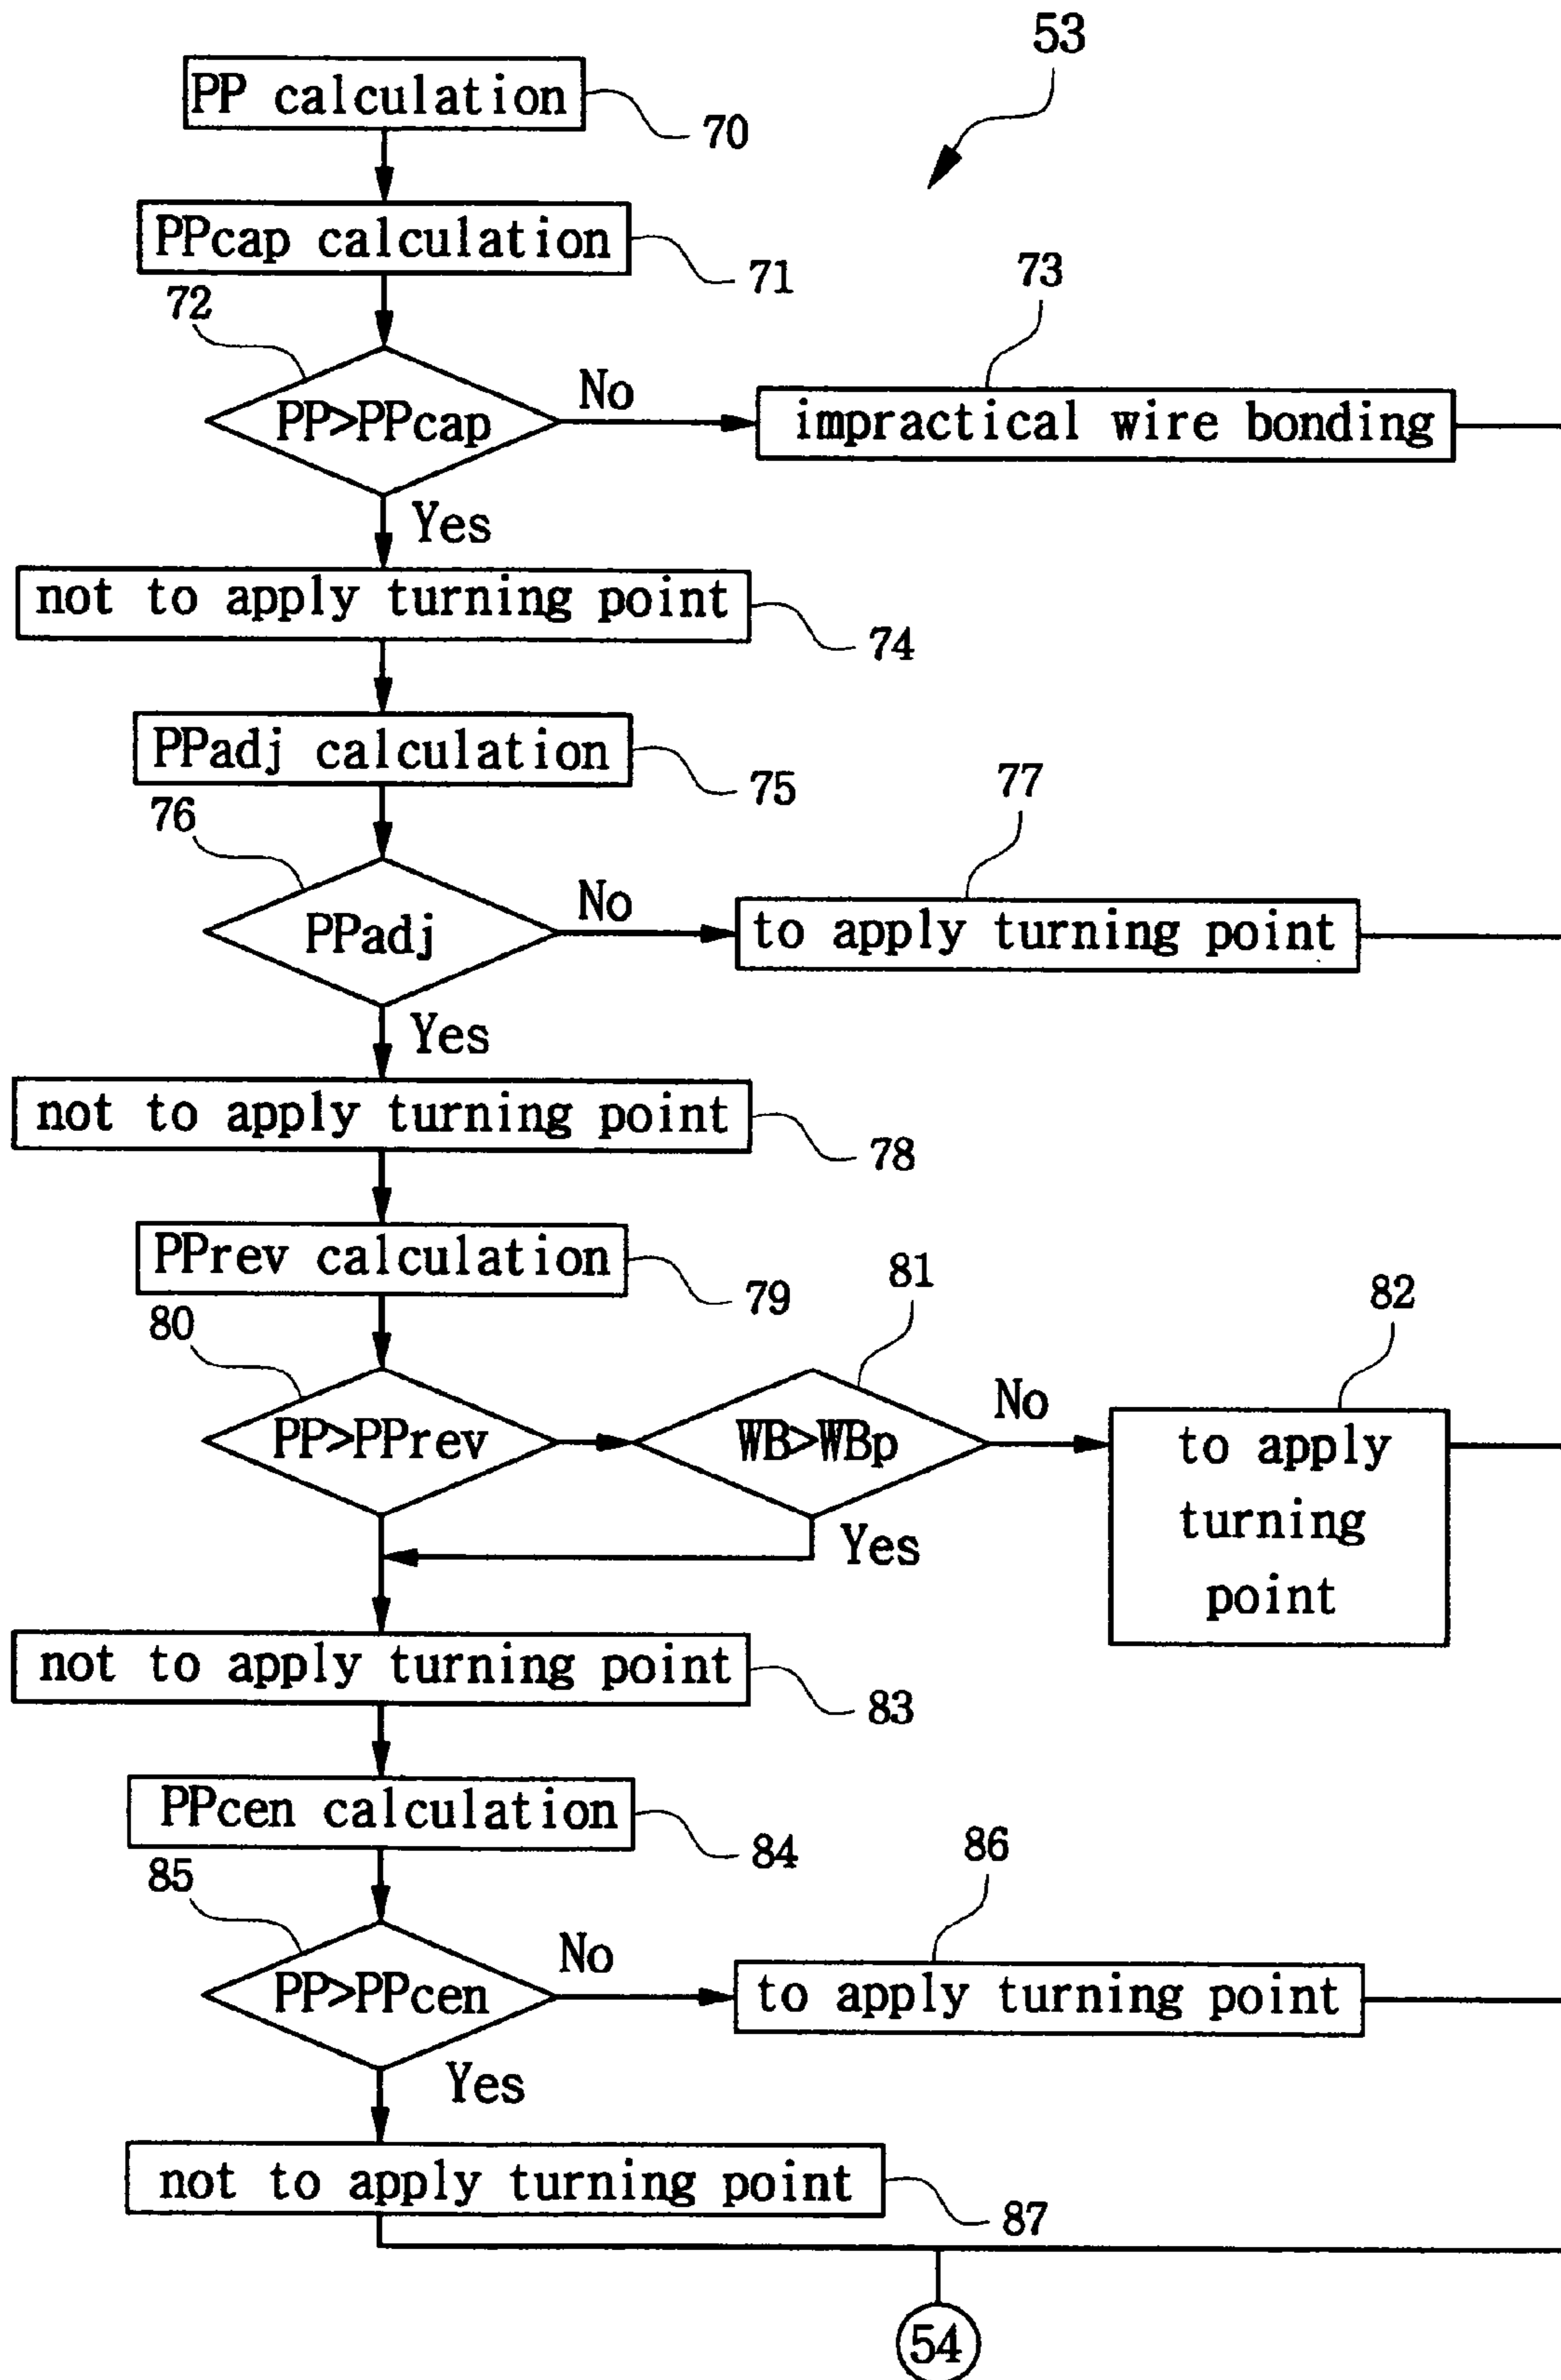 53
PP calculation
70
PPcap calculation
71
72
73
PP>PPcap
No
impractical wire bonding
Yes
not to apply turning point
74
PPadj calculation
75
76
77
PPadj
No
to apply turning point
Yes
not to apply turning point
78
PPrev calculation
79
80
81
82
PP>PPrev
WB>WBp
No
to apply
turning
point
Yes
not to apply turning point
83
PPcen calculation
84
85
86
PP>PPcen
No
to apply turning point
Yes
not to apply turning point
87
54